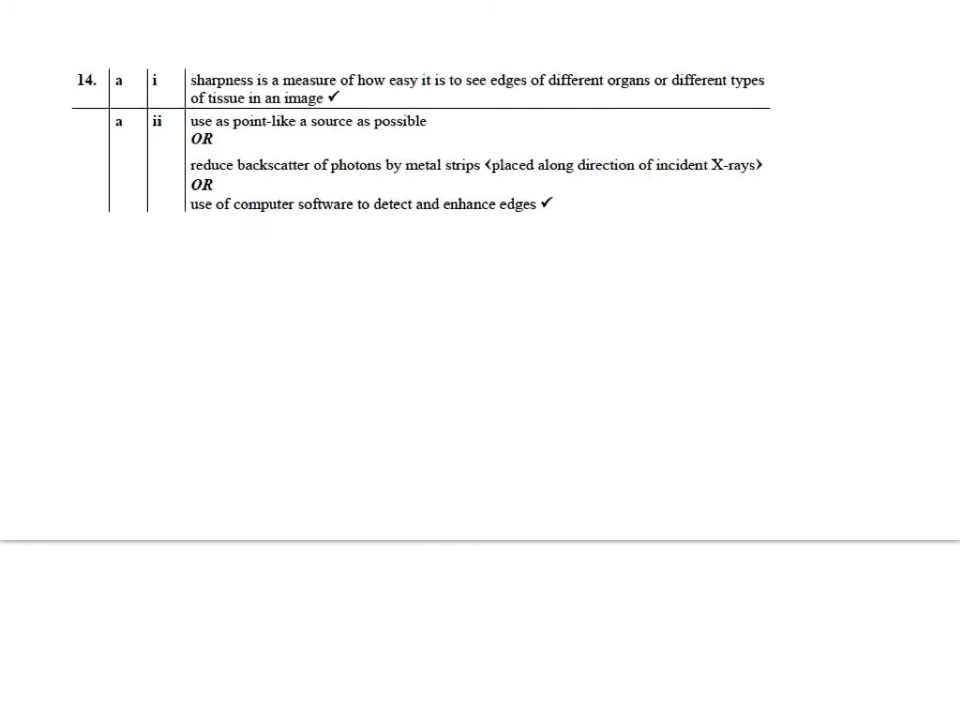 14. a i sharpness is a measure of how easy it is to see edges of different organs or different types
of tissue in an image ✓
a ii use as point-like a source as possible
OR
reduce backscatter of photons by metal strips ‹placed along direction of incident X-rays›
OR
use of computer software to detect and enhance edges ✓